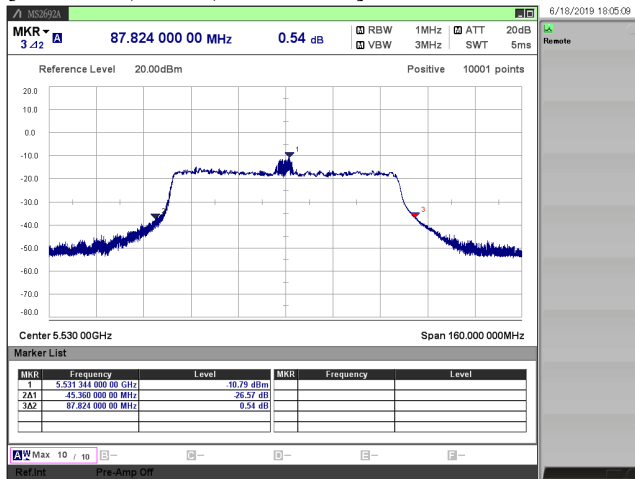 MS2692A
6/18/2019 18:05:09
MKR
3 Δ2
A
87.824 000 00 MHz
0.54 dB
RBW 1MHz
VBW 3MHz
ATT 20dB
SWT 5ms
Remote
Reference Level 20.00dBm
Positive 10001 points
20.0
10.0
0.0
-10.0
-20.0
-30.0
-40.0
-50.0
-60.0
-70.0
-80.0
1
2
3
Center 5.530 00GHz
Span 160.000 000MHz
Marker List
MKR Frequency Level MKR Frequency Level
1 5.531 344 000 00 GHz -10.79 dBm
2Δ1 -45.360 000 00 MHz -26.57 dB
3Δ2 87.824 000 00 MHz 0.54 dB
A Max 10 / 10 B— C— D— E— F—
Ref.Int Pre-Amp Off